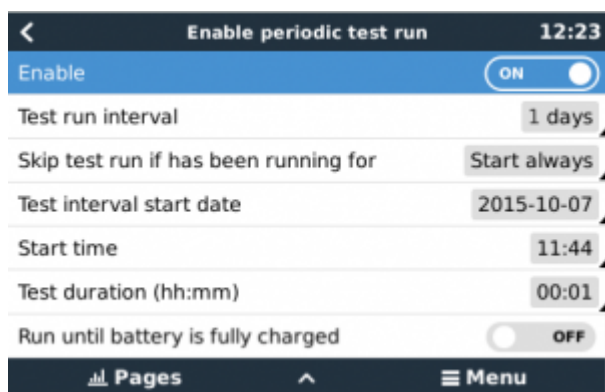 Enable periodic test run 12:23
Enable ON
Test run interval 1 days
Skip test run if has been running for Start always
Test interval start date 2015-10-07
Start time 11:44
Test duration (hh:mm) 00:01
Run until battery is fully charged OFF
Pages Menu